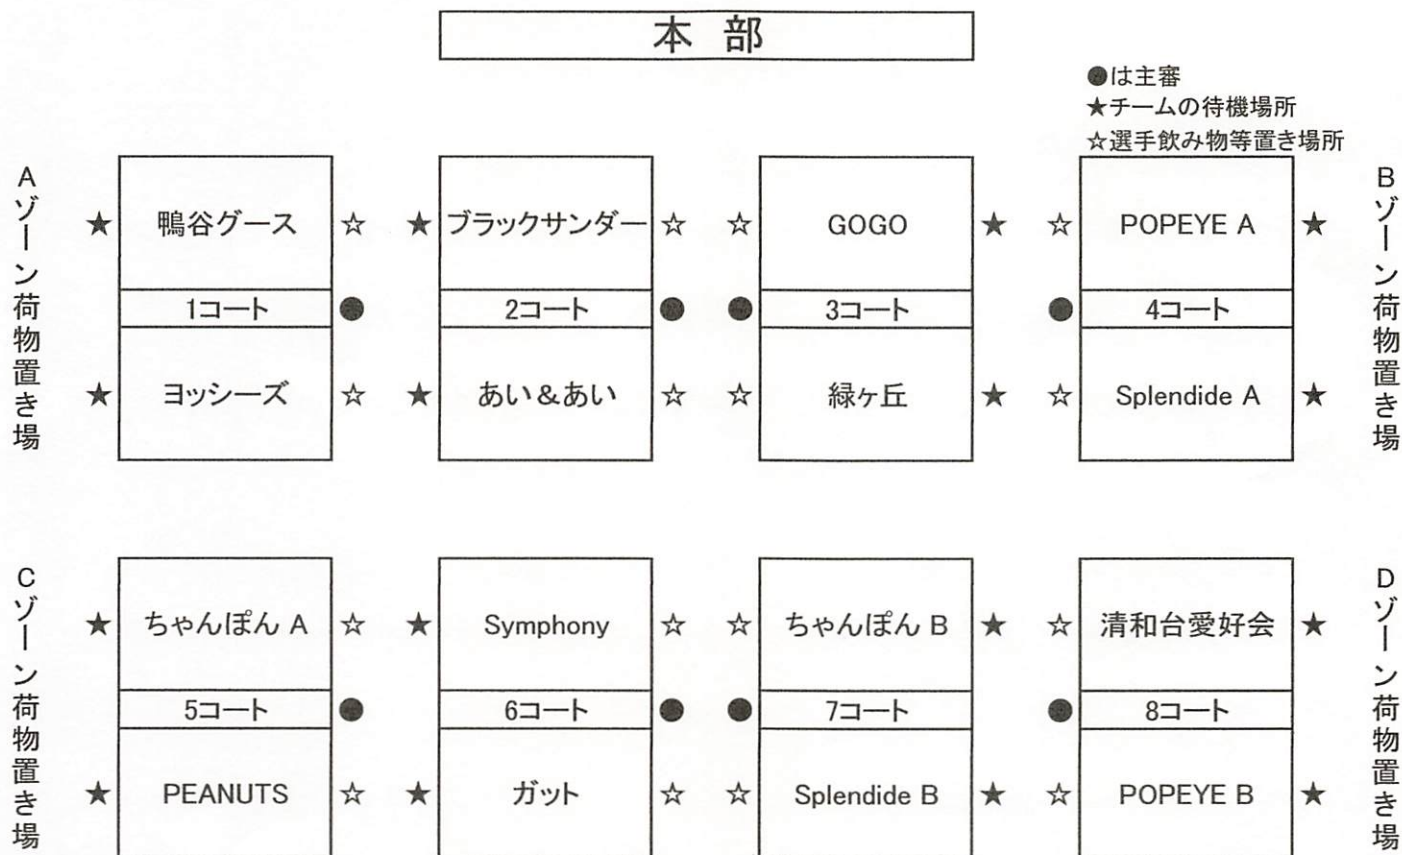 本 部
●は主審
★チームの待機場所
☆選手飲み物等置き場所
Aゾーン荷物置き場
Bゾーン荷物置き場
★ 鴨谷グース ☆ ★ ブラックサンダー ☆ ☆ GOGO ★ ☆ POPEYE A ★
1コート ● 2コート ● ● 3コート ● 4コート
★ ヨッシーズ ☆ ★ あい&あい ☆ ☆ 緑ヶ丘 ★ ☆ Splendide A ★
Cゾーン荷物置き場
Dゾーン荷物置き場
★ ちゃんぽん A ☆ ★ Symphony ☆ ☆ ちゃんぽん B ★ ☆ 清和台愛好会 ★
5コート ● 6コート ● ● 7コート ● 8コート
★ PEANUTS ☆ ★ ガット ☆ ☆ Splendide B ★ ☆ POPEYE B ★